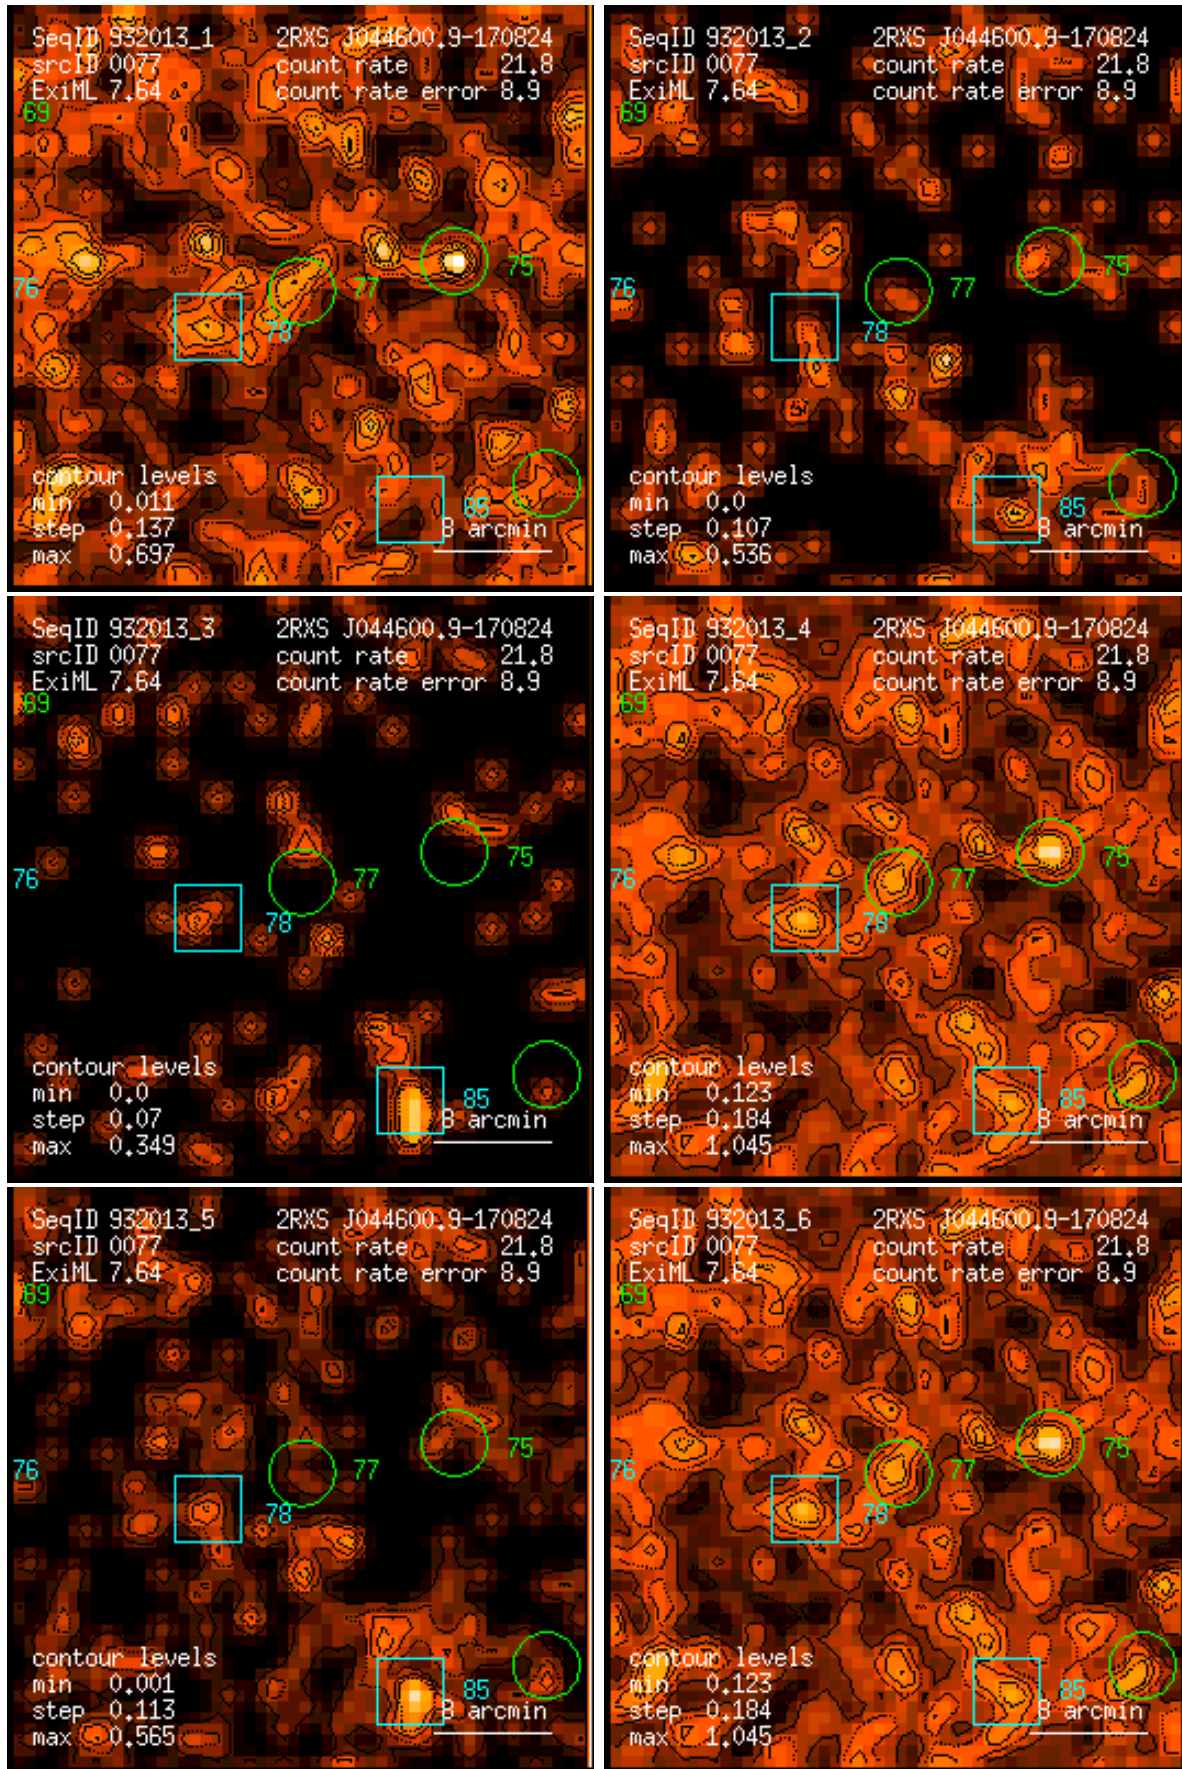 SeqID 932013_1 2RXS J044600.9-170824
srcID 0077 count rate 21.8
ExiML 7.64 count rate error 8.9
69
75
76 77
78
contour levels
min 0.011 85
step 0.137 8 arcmin
max 0.697
SeqID 932013_2 2RXS J044600.9-170824
srcID 0077 count rate 21.8
ExiML 7.64 count rate error 8.9
69
75
76 77
78
contour levels
min 0.0 85
step 0.107 8 arcmin
max 0.536
SeqID 932013_3 2RXS J044600.9-170824
srcID 0077 count rate 21.8
ExiML 7.64 count rate error 8.9
69
75
76 77
78
contour levels
min 0.0 85
step 0.07 8 arcmin
max 0.349
SeqID 932013_4 2RXS J044600.9-170824
srcID 0077 count rate 21.8
ExiML 7.64 count rate error 8.9
69
75
76 77
78
contour levels
min 0.123 85
step 0.184 8 arcmin
max 1.045
SeqID 932013_5 2RXS J044600.9-170824
srcID 0077 count rate 21.8
ExiML 7.64 count rate error 8.9
69
75
76 77
78
contour levels
min 0.001 85
step 0.113 8 arcmin
max 0.565
SeqID 932013_6 2RXS J044600.9-170824
srcID 0077 count rate 21.8
ExiML 7.64 count rate error 8.9
69
75
76 77
78
contour levels
min 0.123 85
step 0.184 8 arcmin
max 1.045